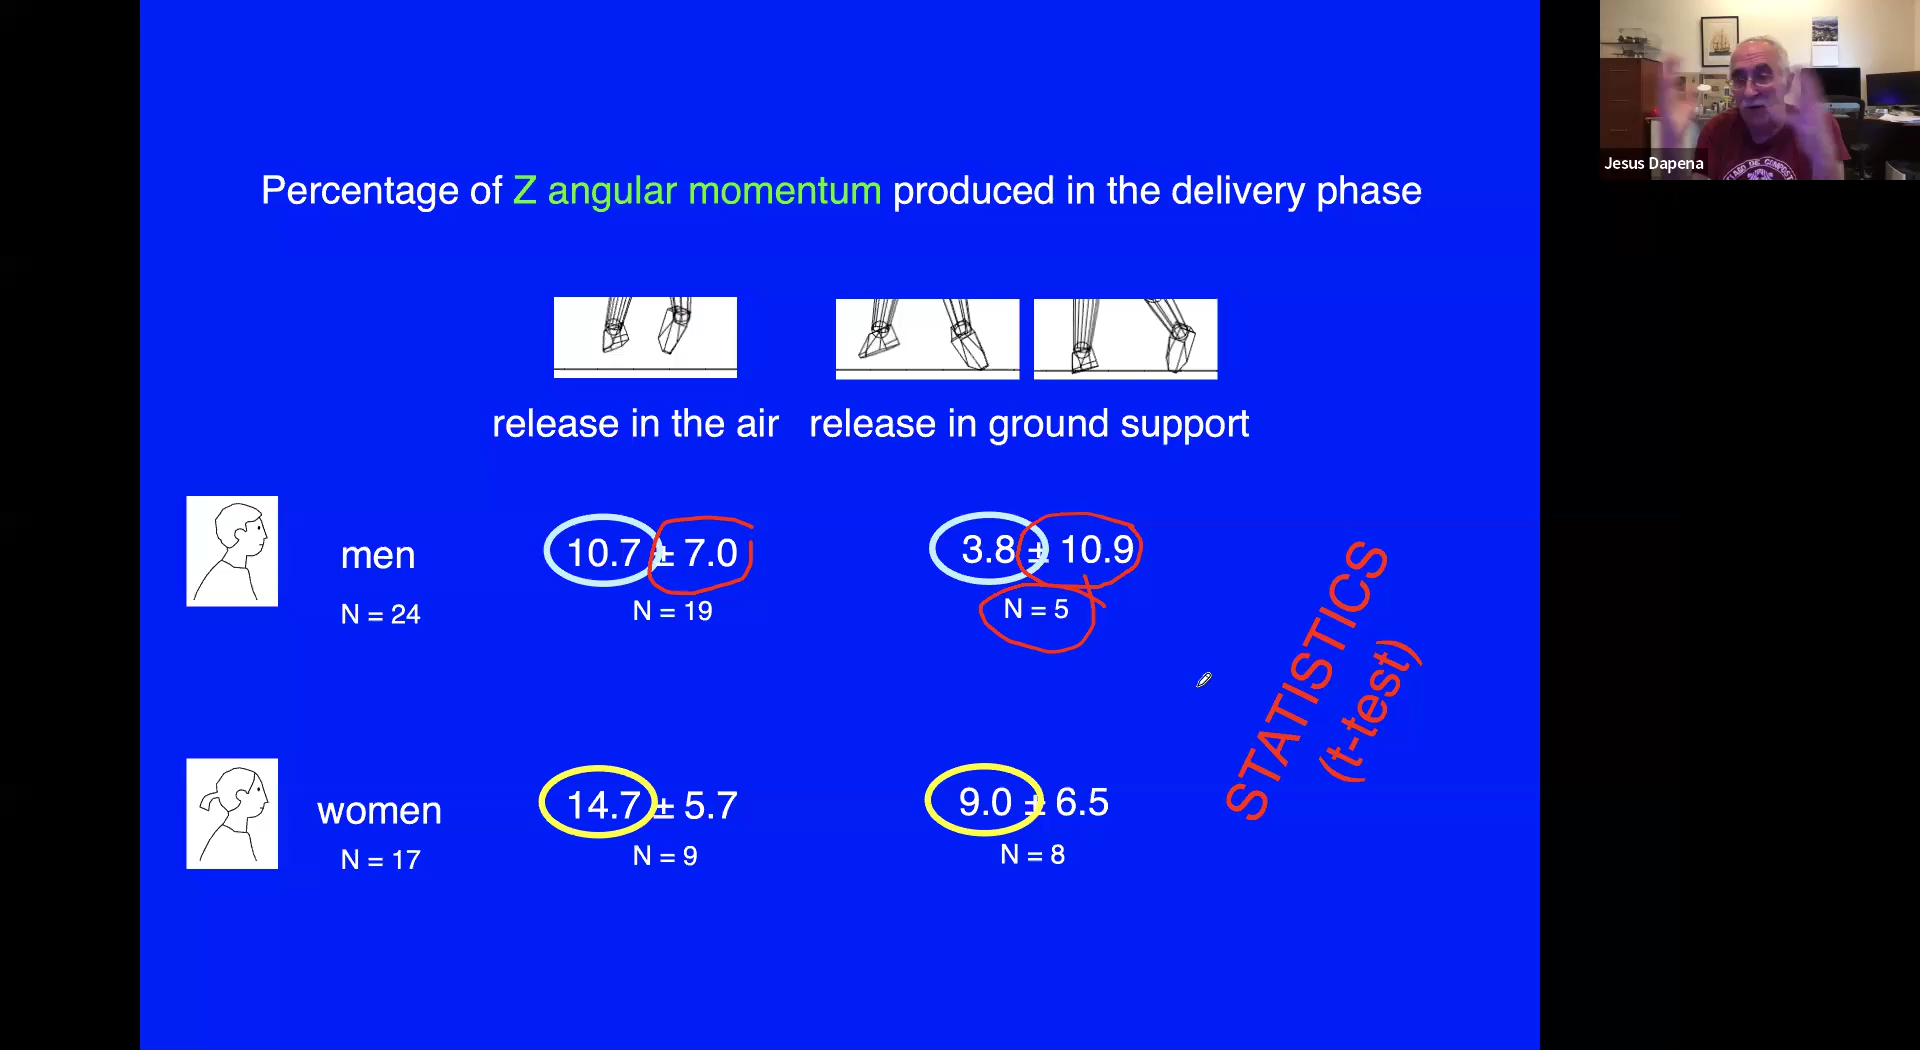 Percentage of Z angular momentum produced in the delivery phase
release in the air
release in ground support
men
10.7 ± 7.0
3.8 ± 10.9
N = 24
N = 19
N = 5
women
14.7 ± 5.7
9.0 ± 6.5
N = 17
N = 9
N = 8
STATISTICS
(t-test)
Jesus Dapena